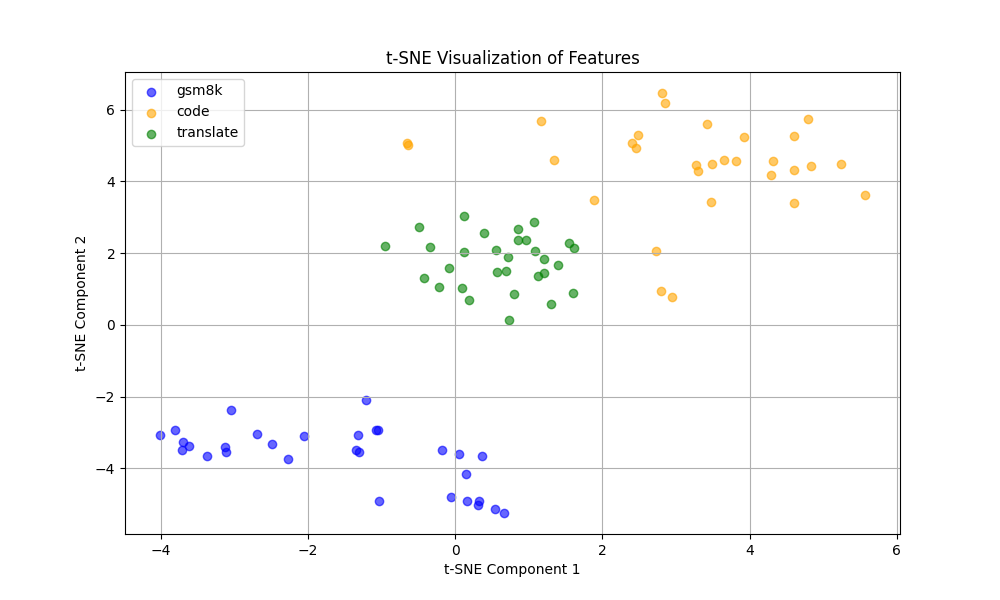 t-SNE Visualization of Features
gsm8k
code
translate
6
4
2
0
−2
−4
t-SNE Component 2
−4
−2
0
2
4
6
t-SNE Component 1